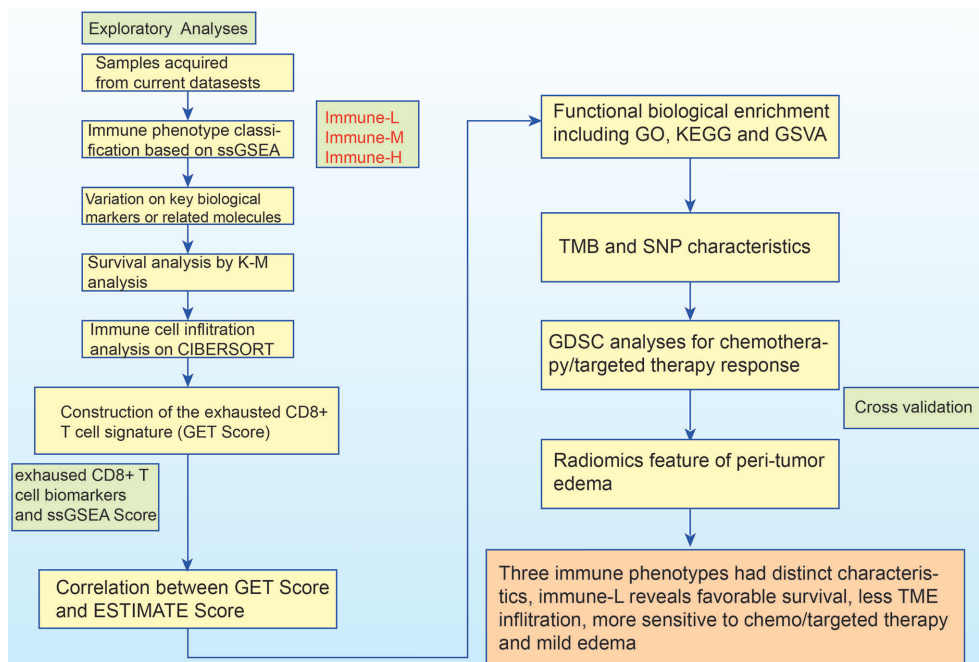 Exploratory Analyses
Samples acquired
from current datasests
Immune phenotype classi-
fification based on ssGSEA
Immune-L
Immune-M
Immune-H
Variation on key biological
markers or related molecules
Survival analysis by K-M
analysis
Immune cell inflitration
analysis on CIBERSORT
Construction of the exhausted CD8+
T cell signature (GET Score)
exhaused CD8+ T
cell biomarkers
and ssGSEA Score
Correlation between GET Score
and ESTIMATE Score
Functional biological enrichment
including GO, KEGG and GSVA
TMB and SNP characteristics
GDSC analyses for chemothera-
py/targeted therapy response
Cross validation
Radiomics feature of peri-tumor
edema
Three immune phenotypes had distinct characteris-
tics, immune-L reveals favorable survival, less TME
inflitration, more sensitive to chemo/targeted therapy
and mild edema